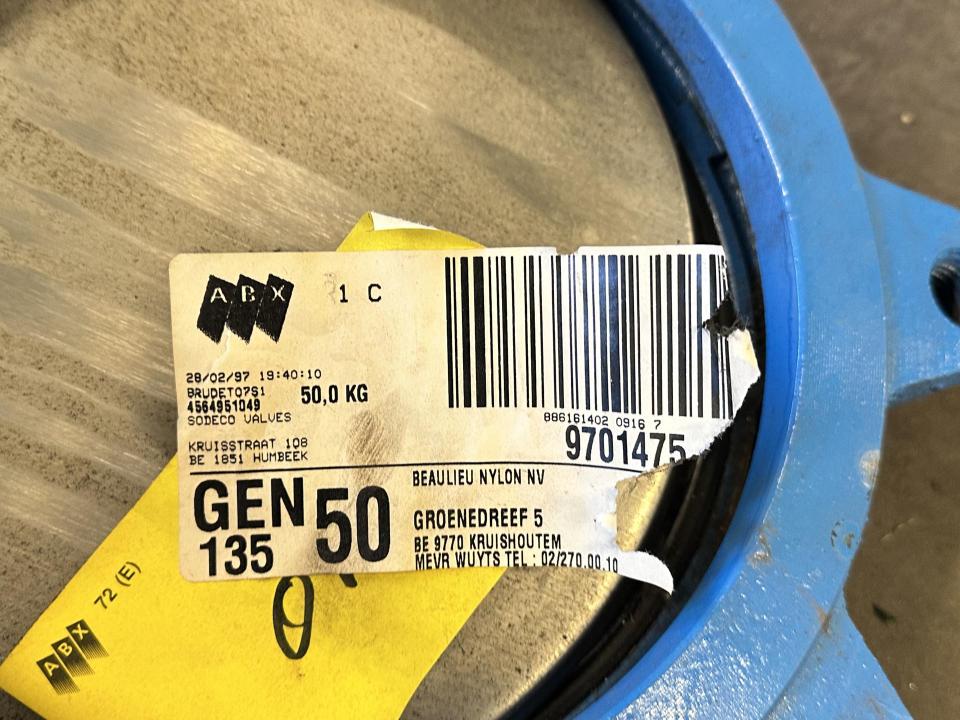 ABX
1 C
28/02/97 19:40:10
BRUDETO7S1
4564951049
50,0 KG
SODECO VALVES
KRUISSTRAAT 108
BE 1851 HUMBEEK
886161402 0916 7
9701475
GEN 50
135
BEAULIEU NYLON NV
GROENEDREEF 5
BE 9770 KRUISHOUTEM
MEVR WUYTS TEL : 02/270.00.10
72 (E)
ABX